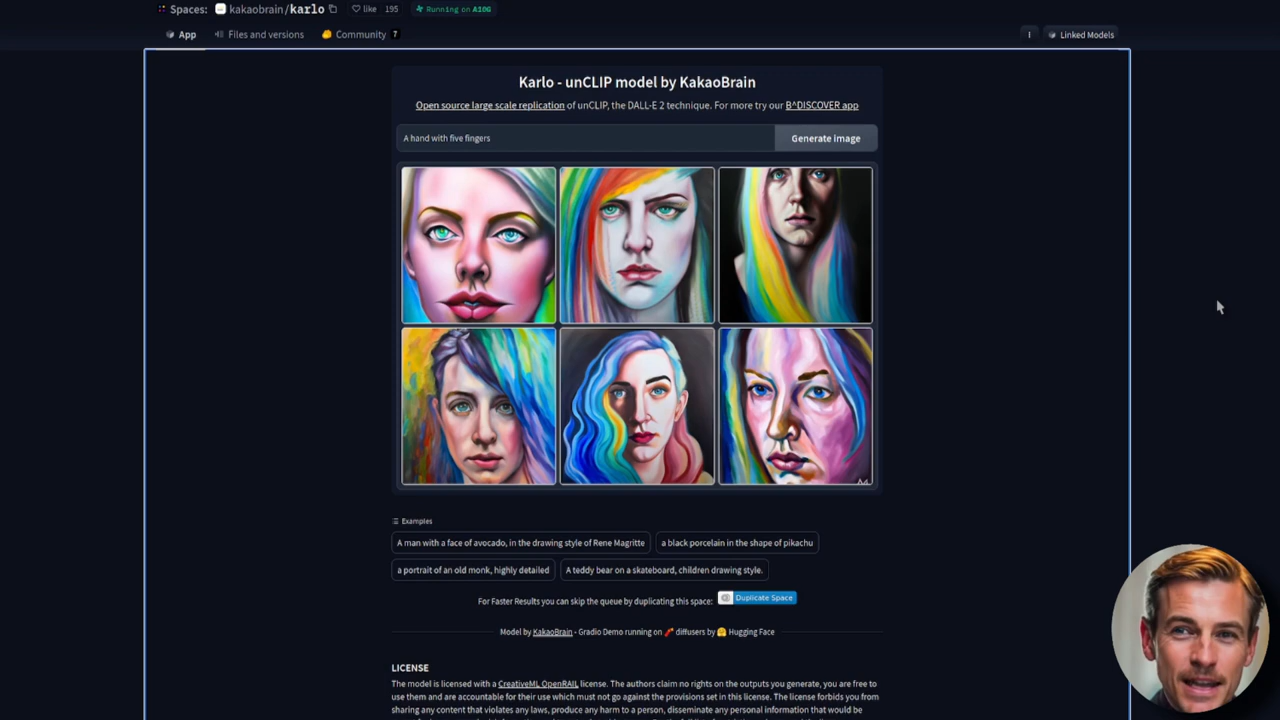 Spaces: kakaobrain/karlo like 195 Running on A10G
App Files and versions Community 7 Linked Models
Karlo - unCLIP model by KakaoBrain
Open source large scale replication of unCLIP, the DALL-E 2 technique. For more try our B^DISCOVER app
A hand with five fingers Generate image
Examples
A man with a face of avocado, in the drawing style of Rene Magritte a black porcelain in the shape of pikachu
a portrait of an old monk, highly detailed A teddy bear on a skateboard, children drawing style.
For Faster Results you can skip the queue by duplicating this space: Duplicate Space
Model by KakaoBrain - Gradio Demo running on 🧨 diffusers by 🤗 Hugging Face
LICENSE
The model is licensed with a CreativeML OpenRAIL license. The authors claim no rights on the outputs you generate, you are free to
use them and are accountable for their use which must not go against the provisions set in this license. The license forbids you from
sharing any content that violates any laws, produce any harm to a person, disseminate any personal information that would be